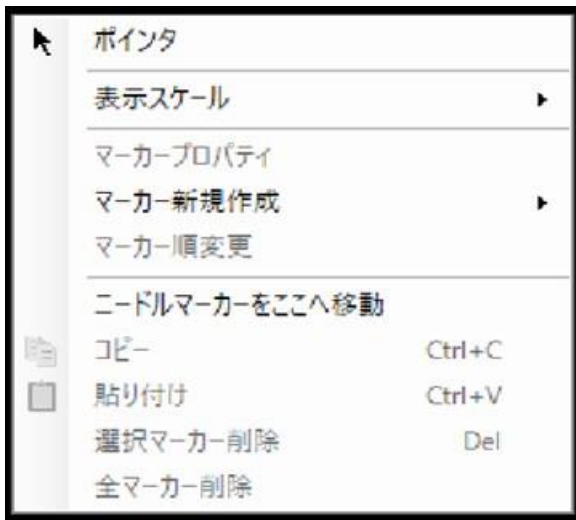 ポインタ
表示スケール
マーカープロパティ
マーカー新規作成
マーカー順変更
ニードルマーカーをここへ移動
コピー Ctrl+C
貼り付け Ctrl+V
選択マーカー削除 Del
全マーカー削除